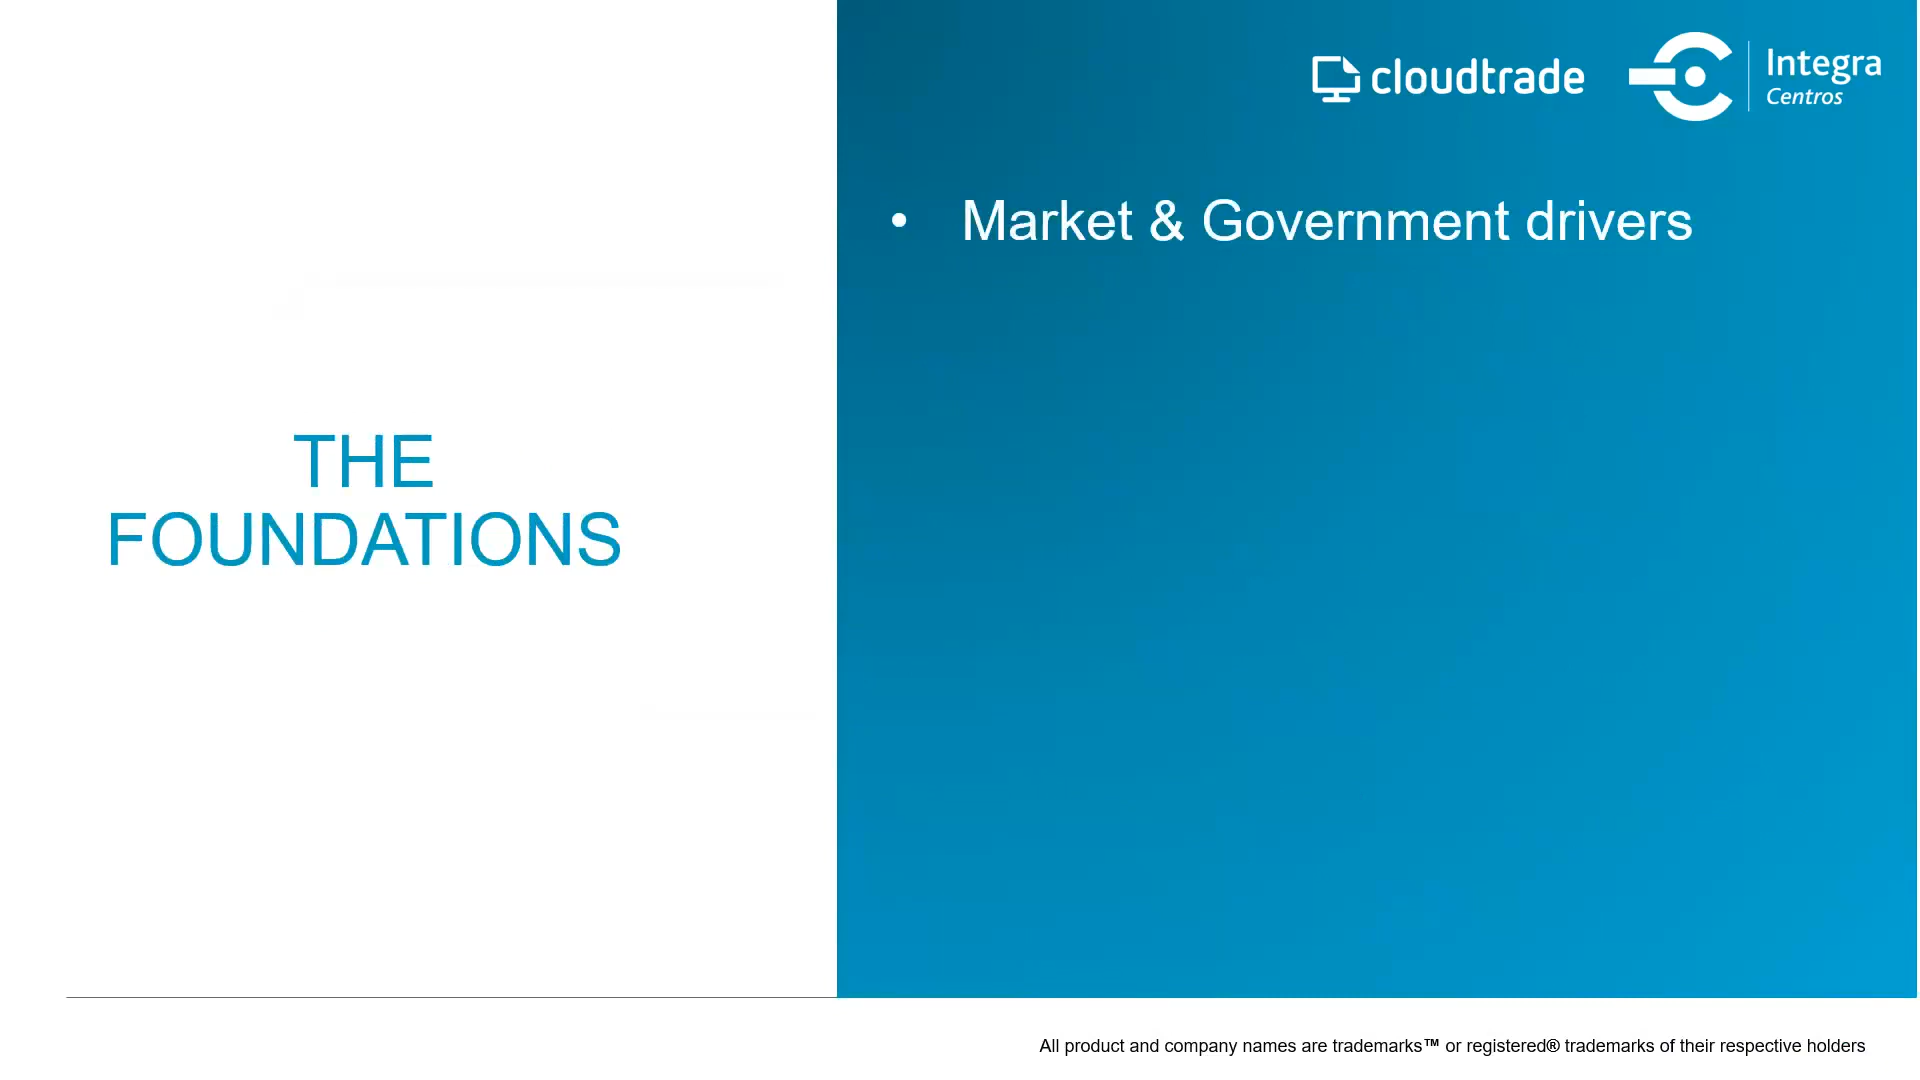 cloudtrade
Integra
Centros
• Market & Government drivers
THE
FOUNDATIONS
All product and company names are trademarks™ or registered® trademarks of their respective holders